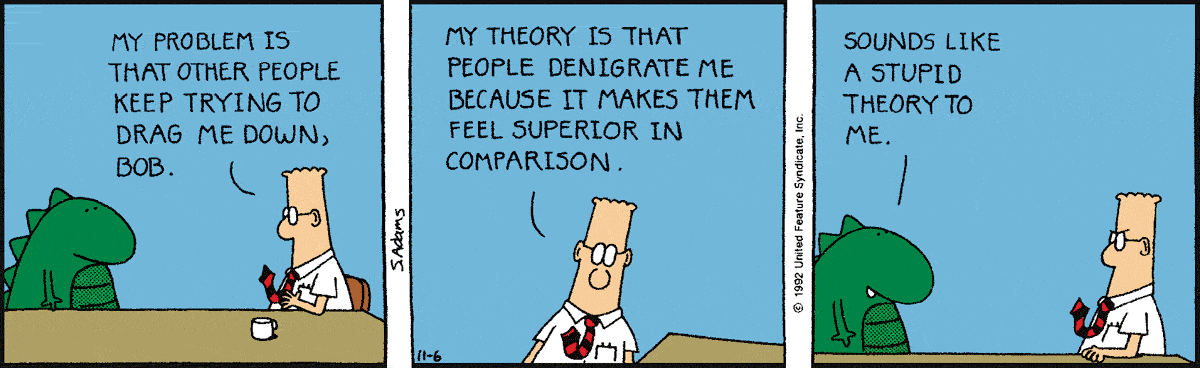 MY PROBLEM IS
THAT OTHER PEOPLE
KEEP TRYING TO
DRAG ME DOWN,
BOB.
S.Adams
MY THEORY IS THAT
PEOPLE DENIGRATE ME
BECAUSE IT MAKES THEM
FEEL SUPERIOR IN
COMPARISON.
11-6
© 1992 United Feature Syndicate, Inc.
SOUNDS LIKE
A STUPID
THEORY TO
ME.